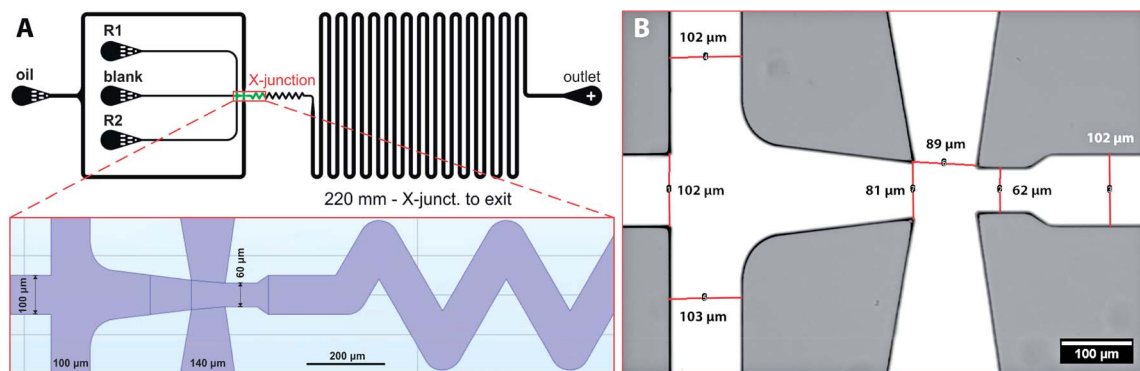 A
R1
oil
blank
X-junction
outlet
R2
220 mm - X-junct. to exit
100 µm
60 µm
100 µm
140 µm
200 µm
B
102 µm
89 µm
102 µm
102 µm
81 µm
62 µm
103 µm
100 µm